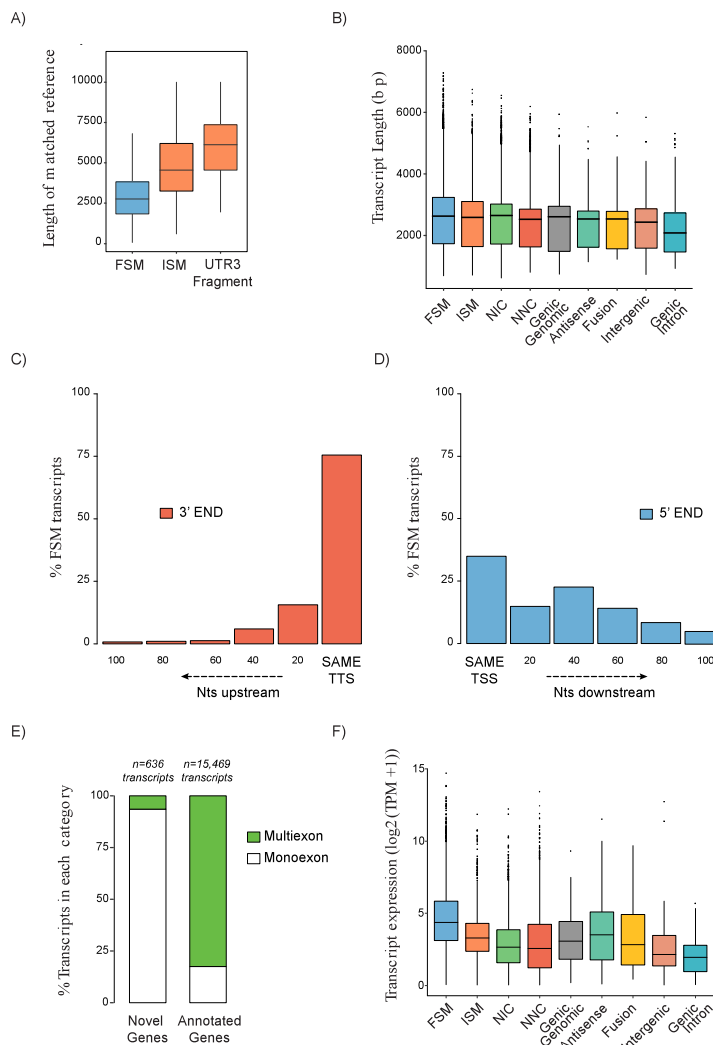 A)
Length of matched reference
10000
7500
5000
2500
0
FSM
ISM
UTR3
Fragment
B)
Transcript Length (b p)
8000
6000
4000
2000
FSM
ISM
NIC
NNC
Genic
Genomic
Antisense
Fusion
Intergenic
Genic
Intron
C)
% FSM transcripts
100
75
50
25
0
3' END
100
80
60
40
20
SAME
TTS
Nts upstream
D)
% FSM transcripts
100
75
50
25
0
5' END
SAME
TSS
20
40
60
80
100
Nts downstream
E)
% Transcripts in each category
n=636
transcripts
n=15,469
transcripts
100
75
50
25
0
Multiexon
Monoexon
Novel
Genes
Annotated
Genes
F)
Transcript expression (log2 (TPM +1))
15
10
5
0
FSM
ISM
NIC
NNC
Genic
Genomic
Antisense
Fusion
Intergenic
Genic
Intron